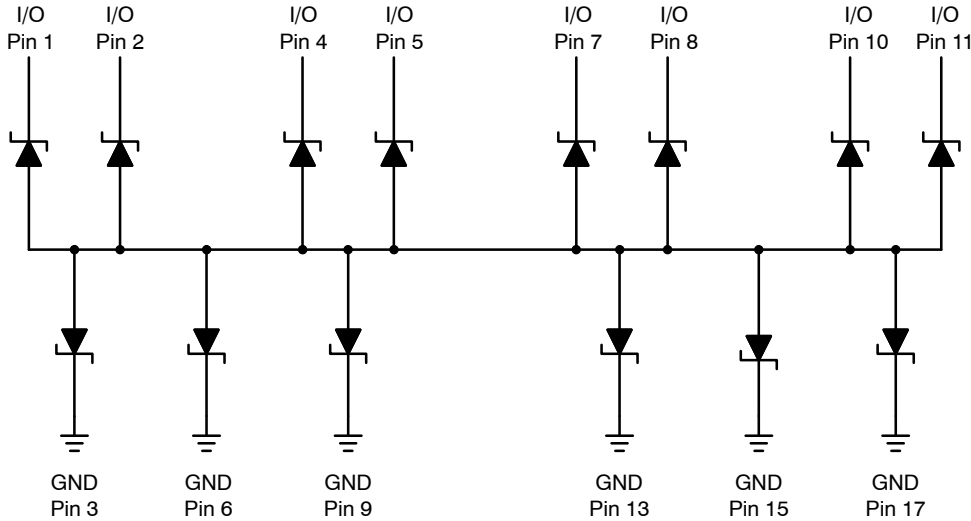 I/O I/O I/O I/O I/O I/O I/O I/O
Pin 1 Pin 2 Pin 4 Pin 5 Pin 7 Pin 8 Pin 10 Pin 11
GND GND GND GND GND GND
Pin 3 Pin 6 Pin 9 Pin 13 Pin 15 Pin 17